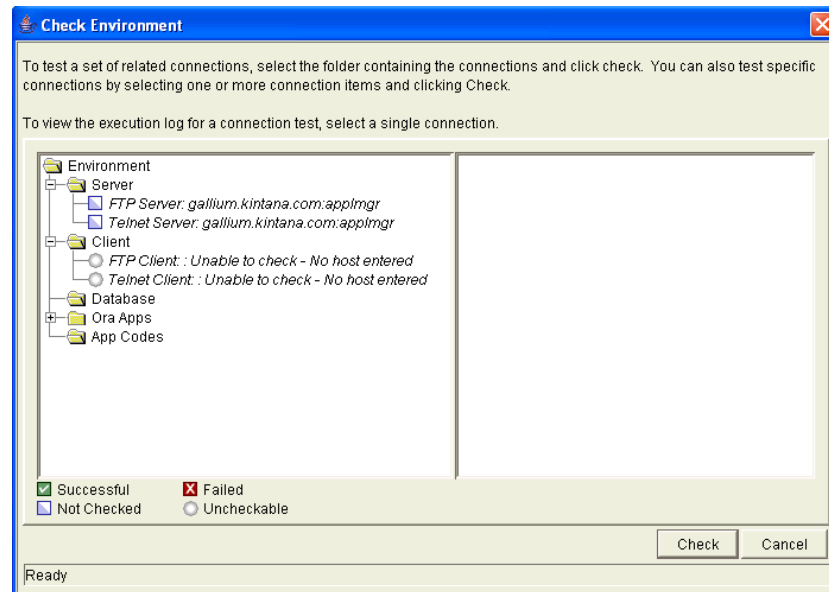 Check Environment
To test a set of related connections, select the folder containing the connections and click check. You can also test specific
connections by selecting one or more connection items and clicking Check.
To view the execution log for a connection test, select a single connection.
Environment
Server
FTP Server: gallium.kintana.com:applmgr
Telnet Server: gallium.kintana.com:applmgr
Client
FTP Client: : Unable to check - No host entered
Telnet Client: : Unable to check - No host entered
Database
Ora Apps
App Codes
Successful
Failed
Not Checked
Uncheckable
Check
Cancel
Ready